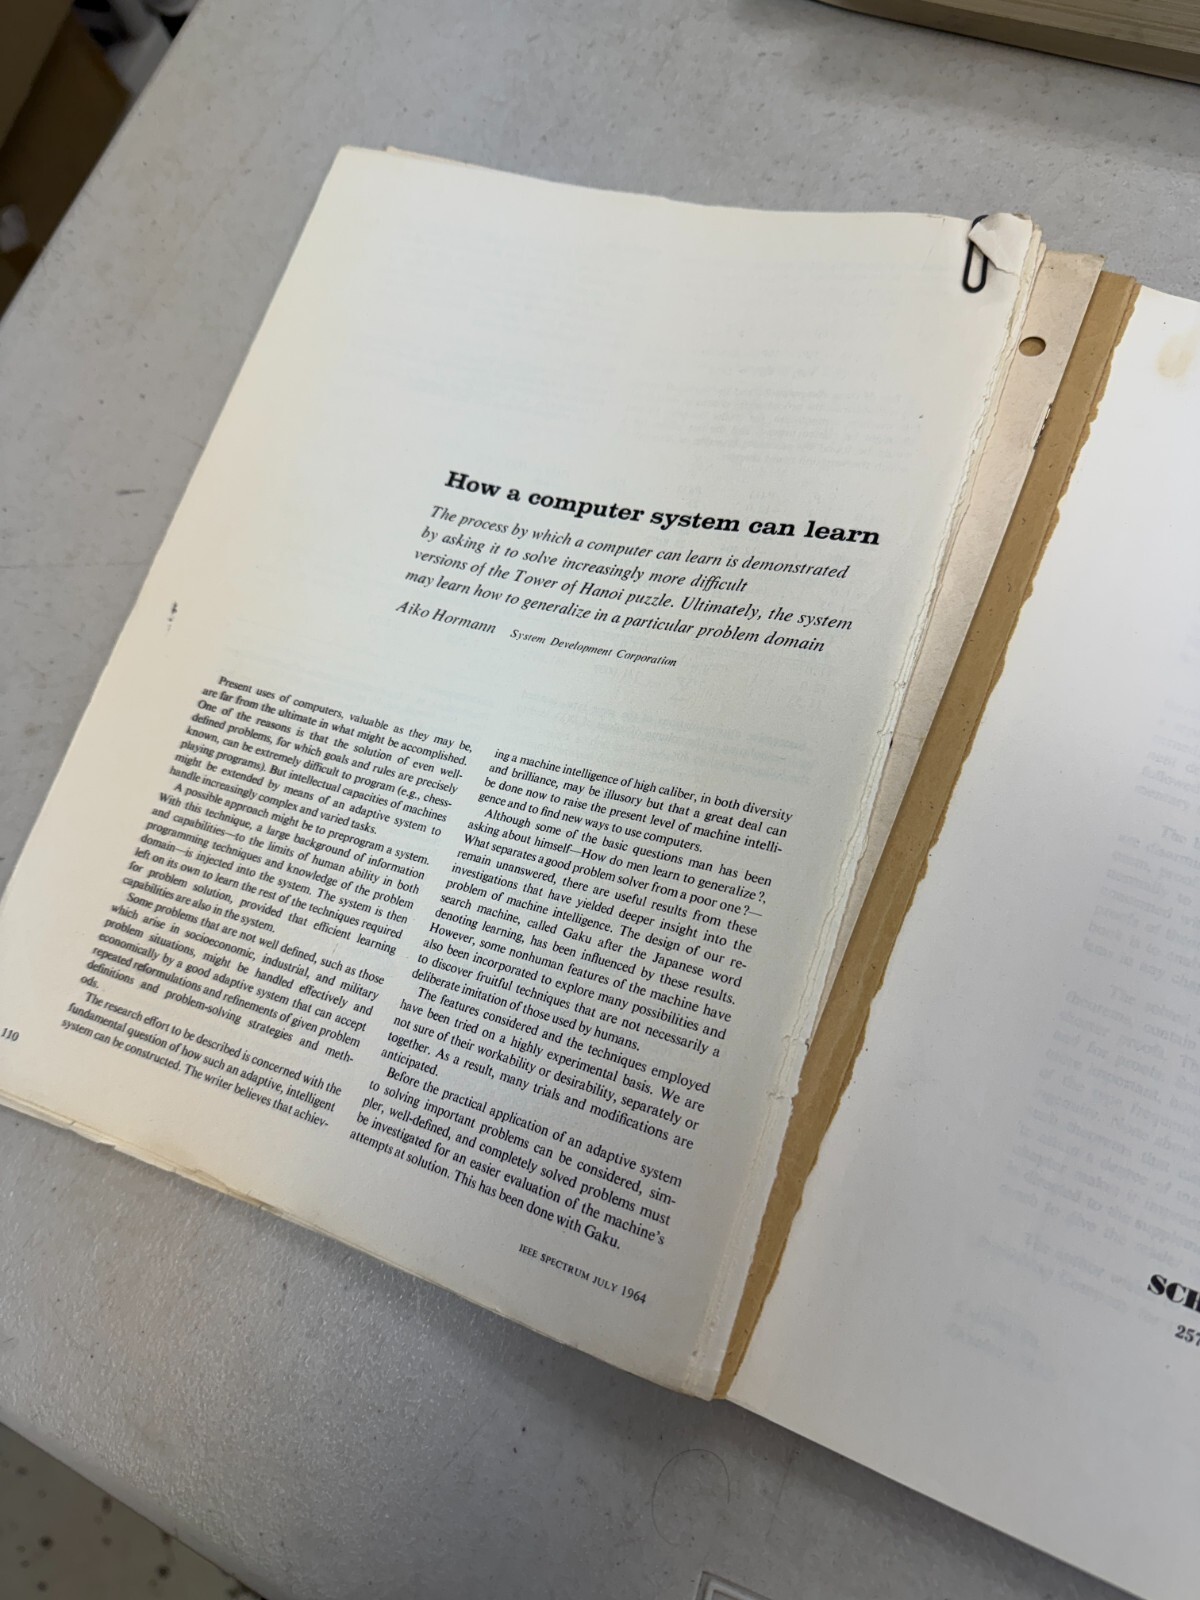 How a computer system can learn
The process by which a computer can learn is demonstrated
by asking it to solve increasingly more difficult
versions of the Tower of Hanoi puzzle. Ultimately, the system
may learn how to generalize in a particular problem domain
Aiko Hormann System Development Corporation
Present uses of computers, valuable as they may be,
are far from the ultimate in what might be accomplished.
One of the reasons is that the solution of even well-
defined problems, for which goals and rules are precisely
known, can be extremely difficult to program (e.g., chess-
playing programs). But intellectual capacities of machines
might be extended by means of an adaptive system to
handle increasingly complex and varied tasks.
A possible approach might be to preprogram a system.
With this technique, a large background of information
and capabilities—to the limits of human ability in both
programming techniques and knowledge of the problem
domain—is injected into the system. The system is then
left on its own to learn the rest of the techniques required
for problem solution, provided that efficient learning
capabilities are also in the system.
Some problems that are not well defined, such as those
which arise in socioeconomic, industrial, and military
problem situations, might be handled effectively and
economically by a good adaptive system that can accept
repeated reformulations and refinements of given problem
definitions and problem-solving strategies and meth-
ods.
The research effort to be described is concerned with the
fundamental question of how such an adaptive, intelligent
system can be constructed. The writer believes that achiev-
ing a machine intelligence of high caliber, in both diversity
and brilliance, may be illusory but that a great deal can
be done now to raise the present level of machine intelli-
gence and to find new ways to use computers.
Although some of the basic questions man has been
asking about himself—How do men learn to generalize?,
What separates a good problem solver from a poor one?—
remain unanswered, there are useful results from these
investigations that have yielded deeper insight into the
problem of machine intelligence. The design of our re-
search machine, called Gaku after the Japanese word
denoting learning, has been influenced by these results.
However, some nonhuman features of the machine have
also been incorporated to explore many possibilities and
to discover fruitful techniques that are not necessarily a
deliberate imitation of those used by humans.
The features considered and the techniques employed
have been tried on a highly experimental basis. We are
not sure of their workability or desirability, separately or
together. As a result, many trials and modifications are
anticipated.
Before the practical application of an adaptive system
to solving important problems can be considered, sim-
pler, well-defined, and completely solved problems must
be investigated for an easier evaluation of the machine's
attempts at solution. This has been done with Gaku.
110
IEEE SPECTRUM JULY 1964
SCH
257